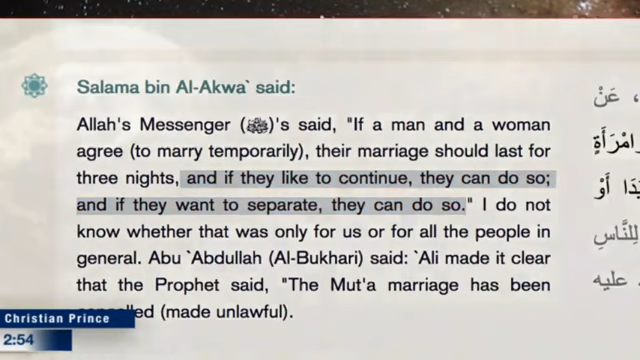 Salama bin Al-Akwa` said:
Allah's Messenger (ﷺ)'s said, "If a man and a woman
agree (to marry temporarily), their marriage should last for
three nights, and if they like to continue, they can do so;
and if they want to separate, they can do so." I do not
know whether that was only for us or for all the people in
general. Abu `Abdullah (Al-Bukhari) said: `Ali made it clear
that the Prophet said, "The Mut'a marriage has been
(made unlawful).
، عَنْ
وَامْرَأَةٍ
أَوْ
لِلنَّاسِ
عليه
Christian Prince
2:54